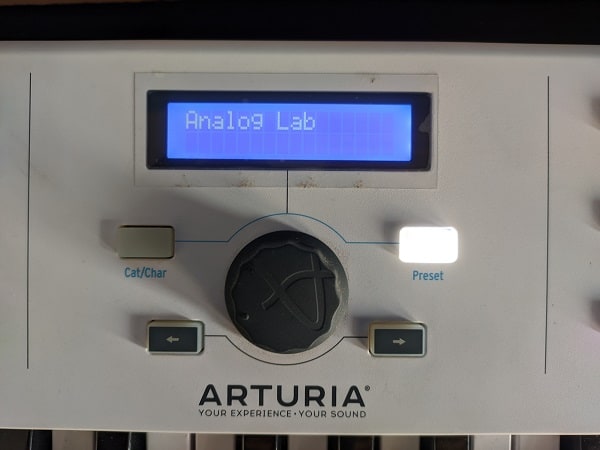 Analog Lab
Cat/Char
Preset
←
→
ARTURIA®
YOUR EXPERIENCE • YOUR SOUND